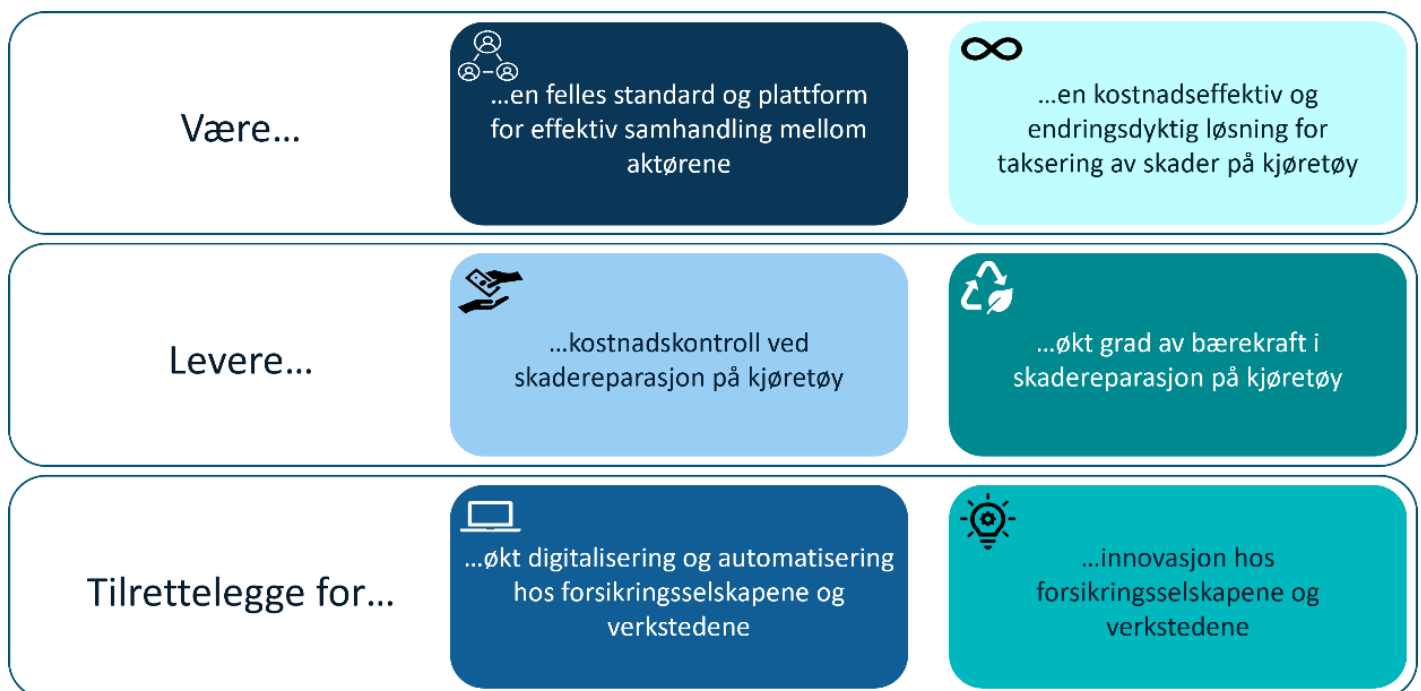 Være...
...en felles standard og plattform
for effektiv samhandling mellom
aktørene
...en kostnadseffektiv og
endringsdyktig løsning for
taksering av skader på kjøretøy
Levere...
...kostnadskontroll ved
skadereparasjon på kjøretøy
...økt grad av bærekraft i
skadereparasjon på kjøretøy
Tilrettelegge for...
...økt digitalisering og automatisering
hos forsikringsselskapene og
verkstedene
...innovasjon hos
forsikringsselskapene og
verkstedene